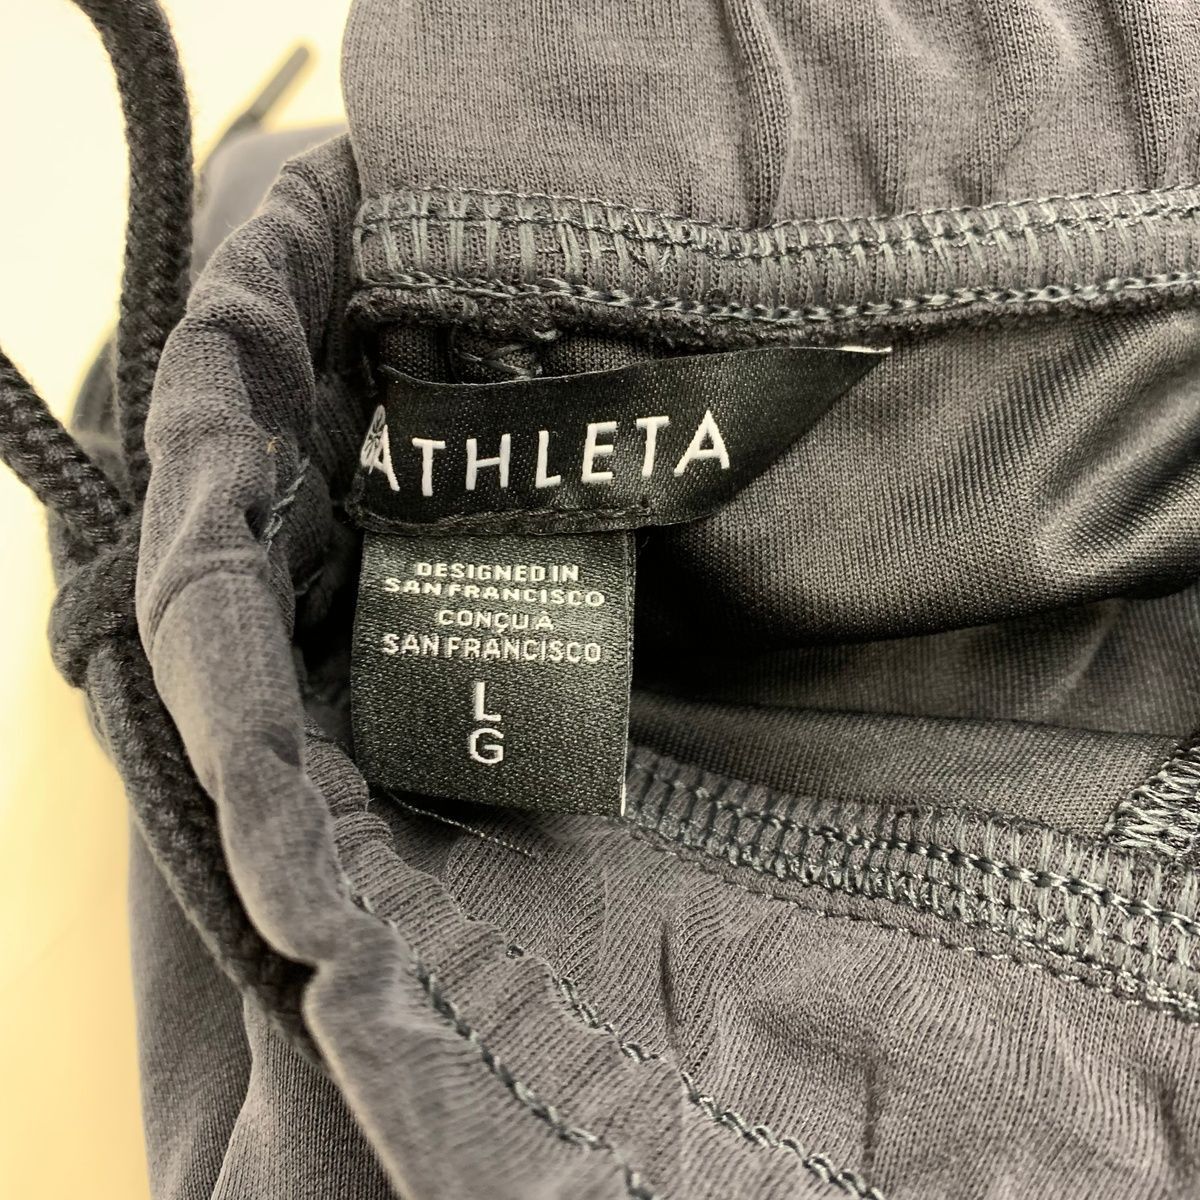 ATHLETA
DESIGNED IN
SAN FRANCISCO
CONÇU A
SAN FRANCISCO
L
G